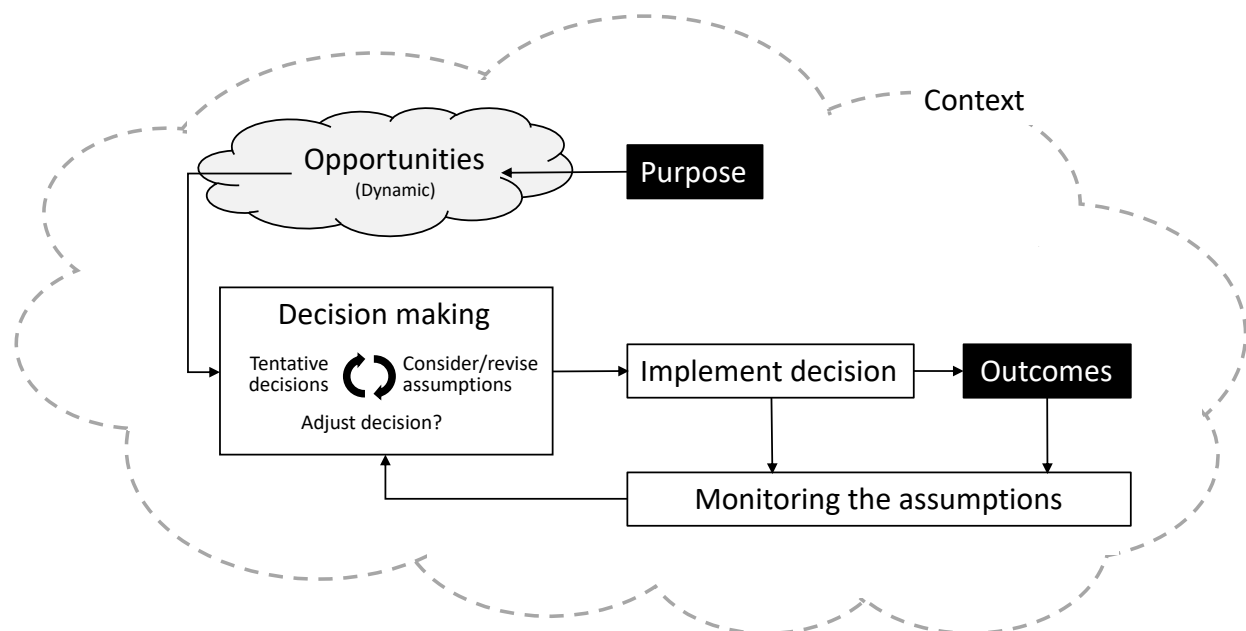 Context
Opportunities
(Dynamic)
Purpose
Decision making
Tentative
decisions
Consider/revise
assumptions
Adjust decision?
Implement decision
Outcomes
Monitoring the assumptions